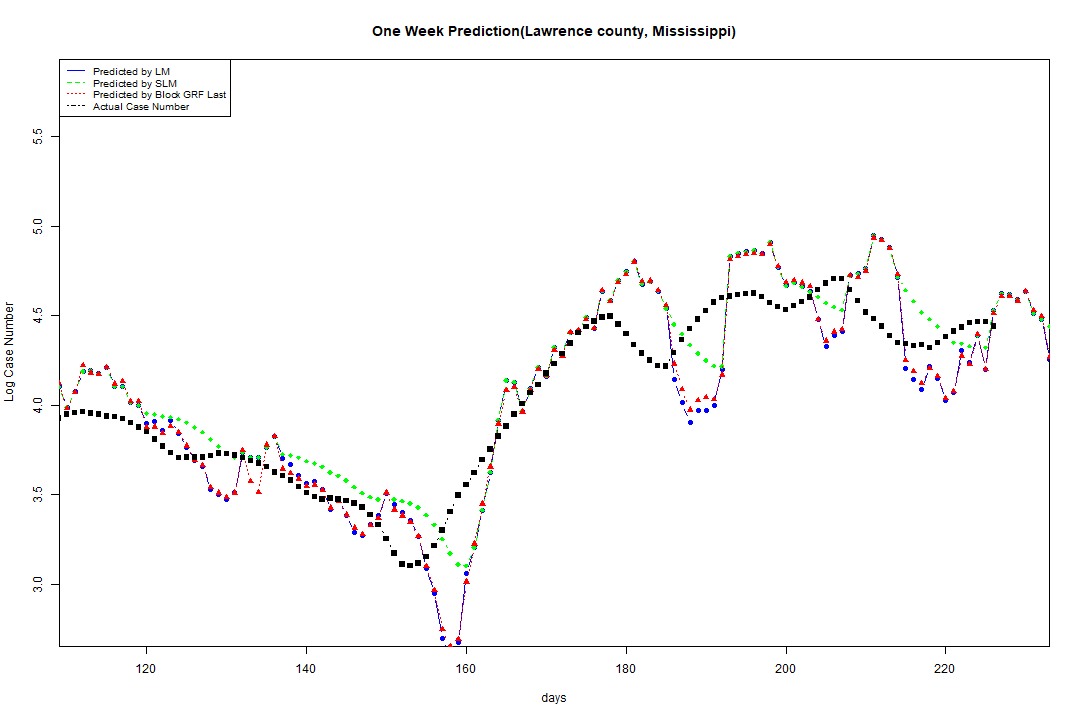 One Week Prediction(Lawrence county, Mississippi)
Predicted by LM
Predicted by SLM
Predicted by Block GRF Last
Actual Case Number
Log Case Number
5.5
5.0
4.5
4.0
3.5
3.0
120 140 160 180 200 220
days